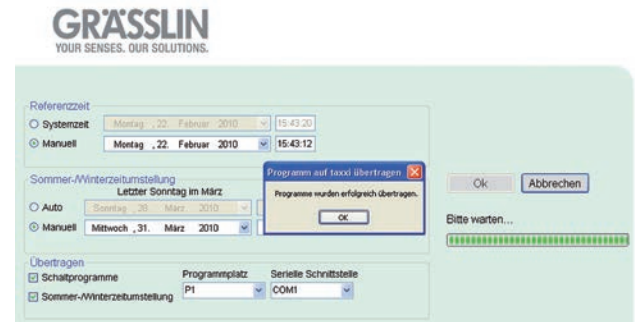 GRÄSSLIN
YOUR SENSES. OUR SOLUTIONS.
Referenzzeit
Systemzeit Montag , 22. Februar 2010 15:43:20
Manuell Montag , 22. Februar 2010 15:43:12
Sommer-/Winterzeitumstellung
Letzter Sonntag im März
Auto Sonntag , 28. März 2010
Manuell Mittwoch , 31. März 2010
Programm auf taxxi übertragen
Programme wurden erfolgreich übertragen.
OK
Ok Abbrechen
Bitte warten...
Übertragen
Schaltprogramme
Sommer-/Winterzeitumstellung
Programmplatz Serielle Schnittstelle
P1 COM1